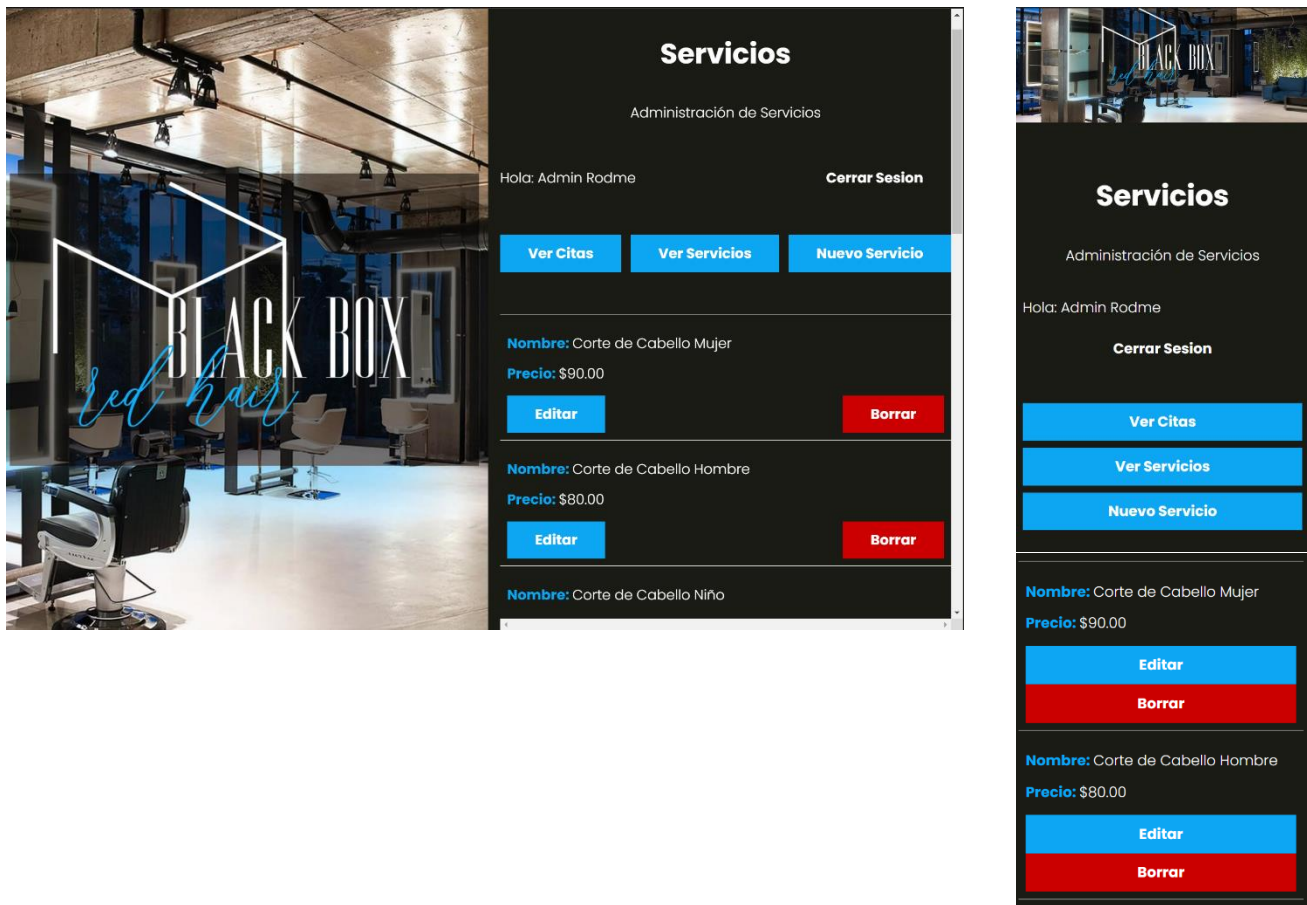 BLACK BOX
red hair
Servicios
Administración de Servicios
Hola: Admin Rodme
Cerrar Sesion
Ver Citas
Ver Servicios
Nuevo Servicio
Nombre: Corte de Cabello Mujer
Precio: $90.00
Editar
Borrar
Nombre: Corte de Cabello Hombre
Precio: $80.00
Editar
Borrar
Nombre: Corte de Cabello Niño
BLACK BOX
red hair
Servicios
Administración de Servicios
Hola: Admin Rodme
Cerrar Sesion
Ver Citas
Ver Servicios
Nuevo Servicio
Nombre: Corte de Cabello Mujer
Precio: $90.00
Editar
Borrar
Nombre: Corte de Cabello Hombre
Precio: $80.00
Editar
Borrar